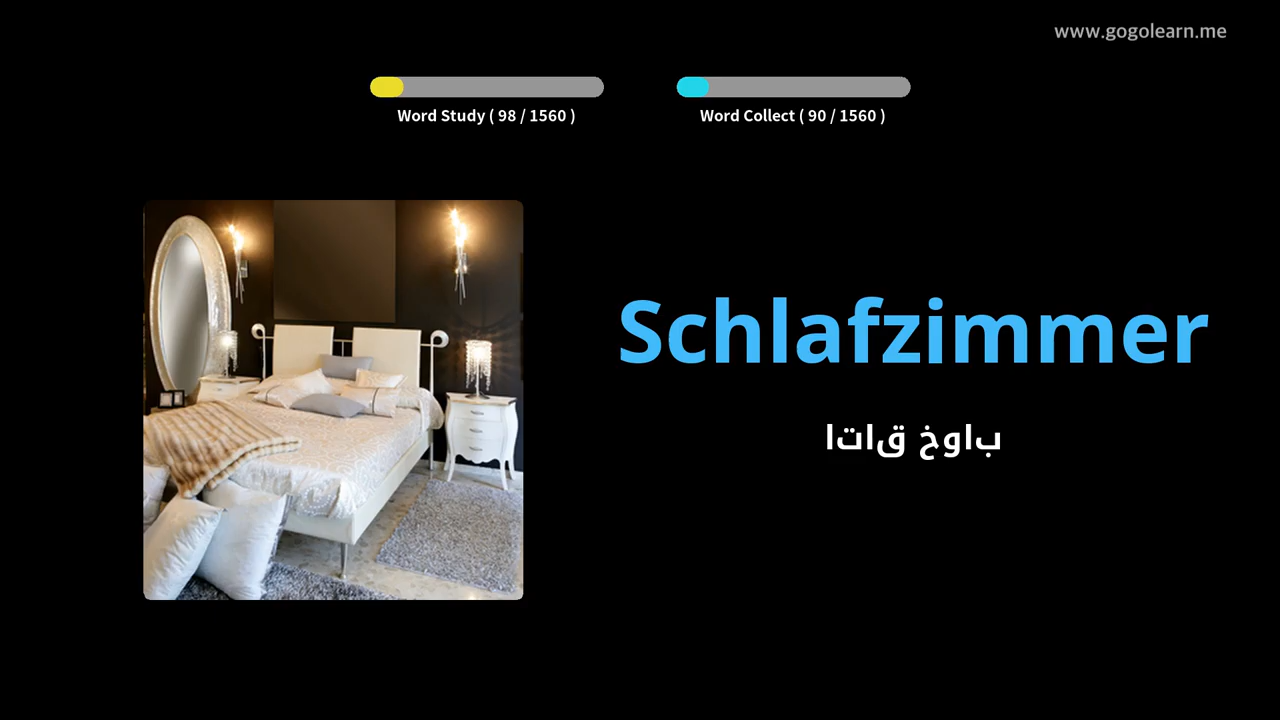 www.gogolearn.me
Word Study ( 98 / 1560 )
Word Collect ( 90 / 1560 )
Schlafzimmer
باوخ قاتا